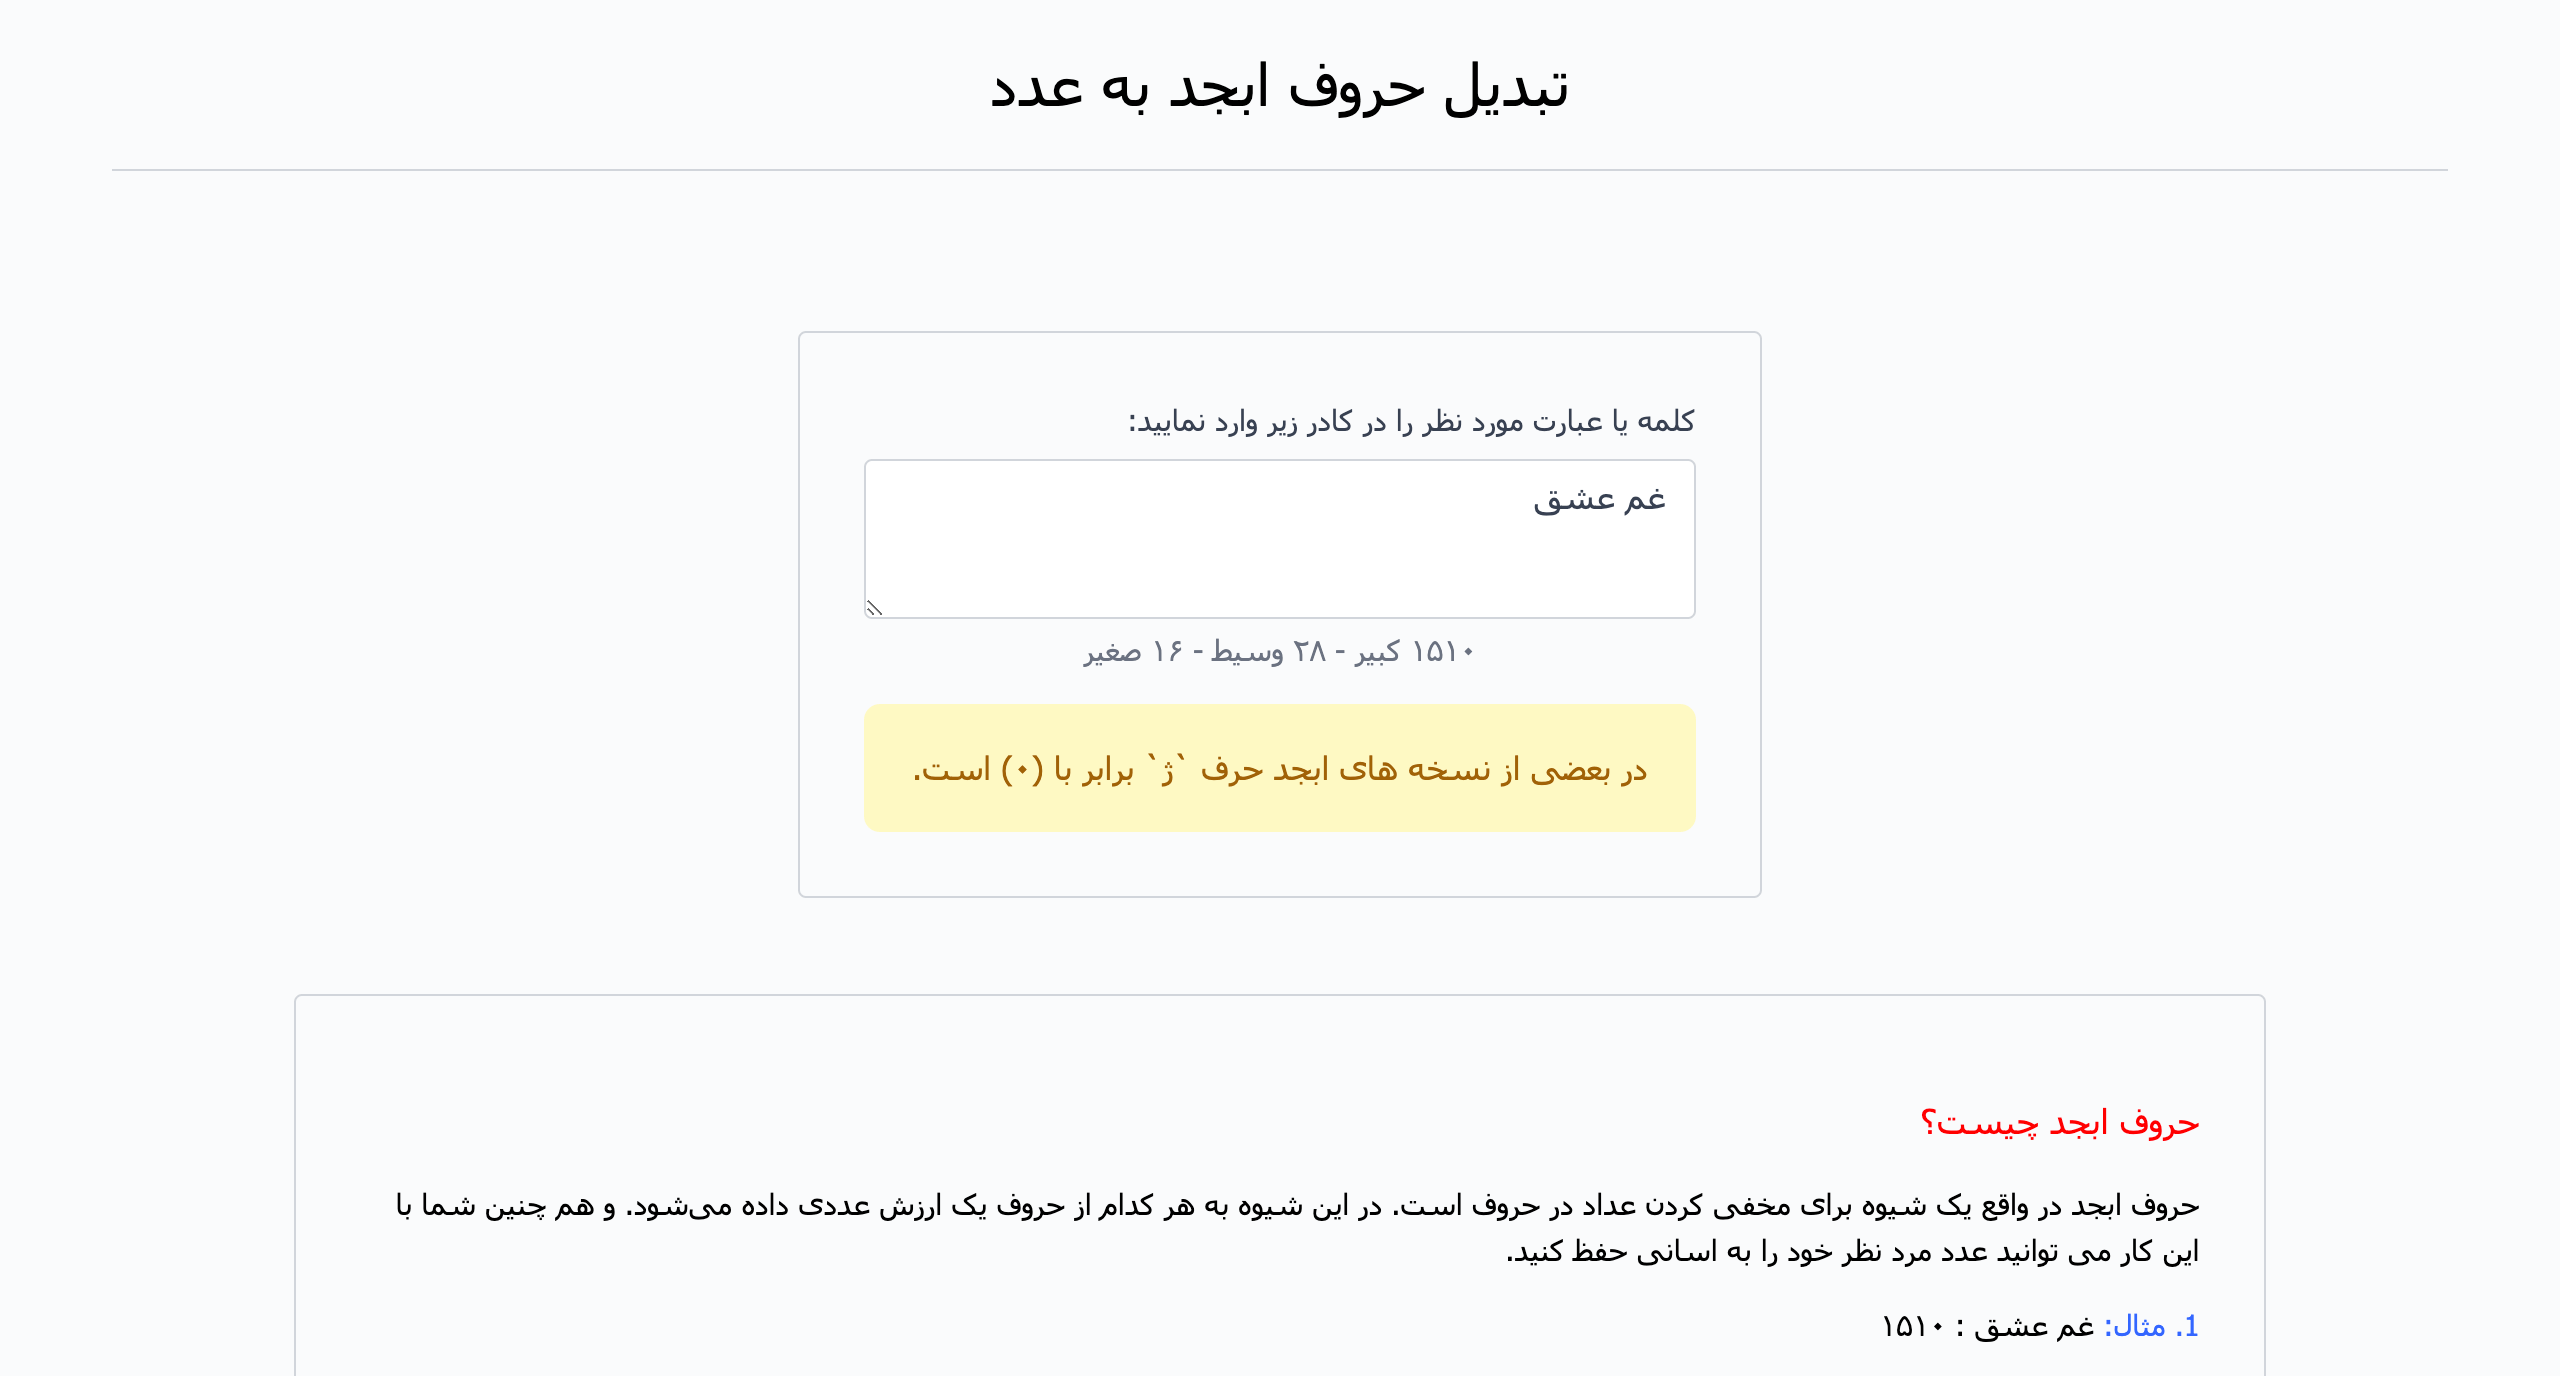 تبدیل حروف ابجد به عدد
کلمه یا عبارت مورد نظر را در کادر زیر وارد نمایید:
غم عشق
۱۵۱۰ کبیر - ۲۸ وسیط - ۱۶ صغیر
در بعضی از نسخه های ابجد حرف `ژ` برابر با (۰) است.
حروف ابجد چیست؟
حروف ابجد در واقع یک شیوه برای مخفی کردن عداد در حروف است. در این شیوه به هر کدام از حروف یک ارزش عددی داده می‌شود. و هم چنین شما با
این کار می توانید عدد مرد نظر خود را به اسانی حفظ کنید.
1. مثال: غم عشق : ۱۵۱۰